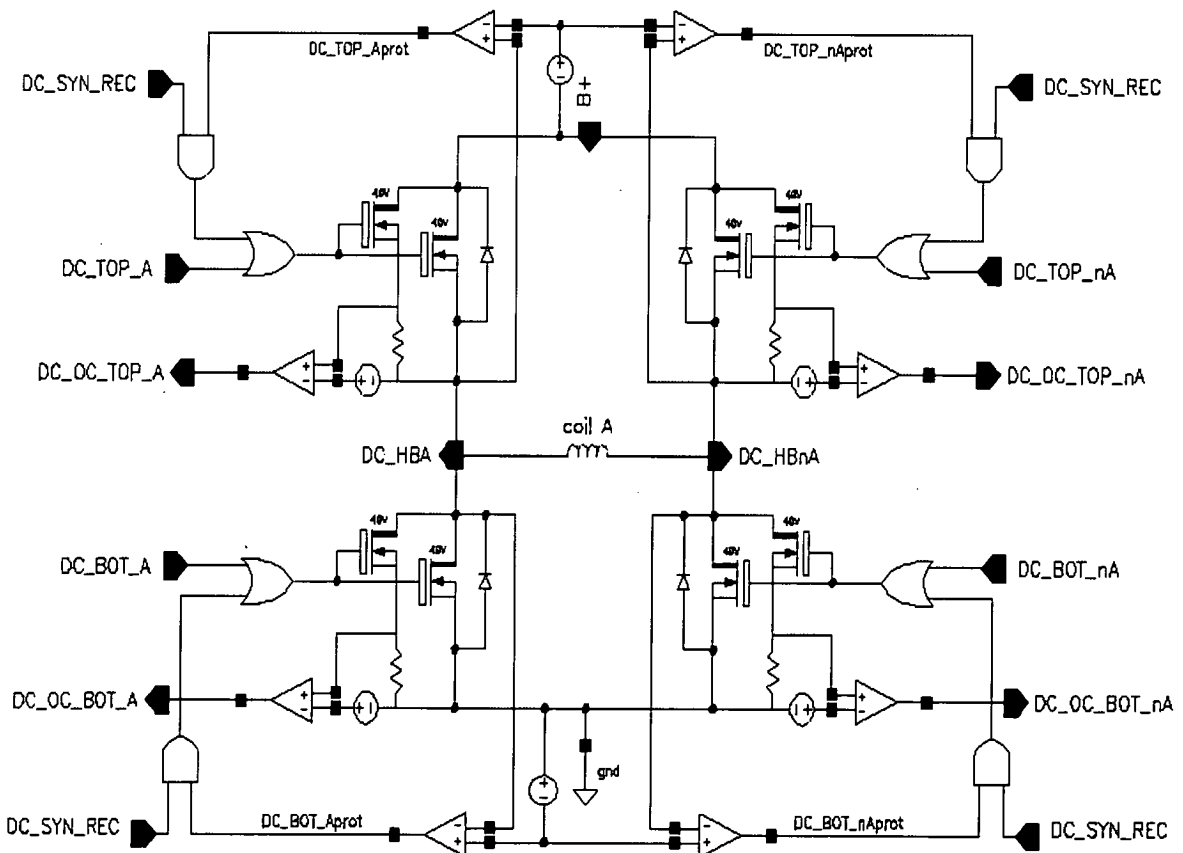 DC_TOP_Aprot
DC_TOP_nAprot
DC_SYN_REC
B+
DC_SYN_REC
40V
40V
40V
40V
DC_TOP_A
DC_TOP_nA
DC_OC_TOP_A
DC_OC_TOP_nA
coil A
DC_HBA
DC_HBnA
40V
40V
40V
40V
DC_BOT_A
DC_BOT_nA
DC_OC_BOT_A
DC_OC_BOT_nA
gnd
DC_SYN_REC
DC_BOT_Aprot
DC_BOT_nAprot
DC_SYN_REC